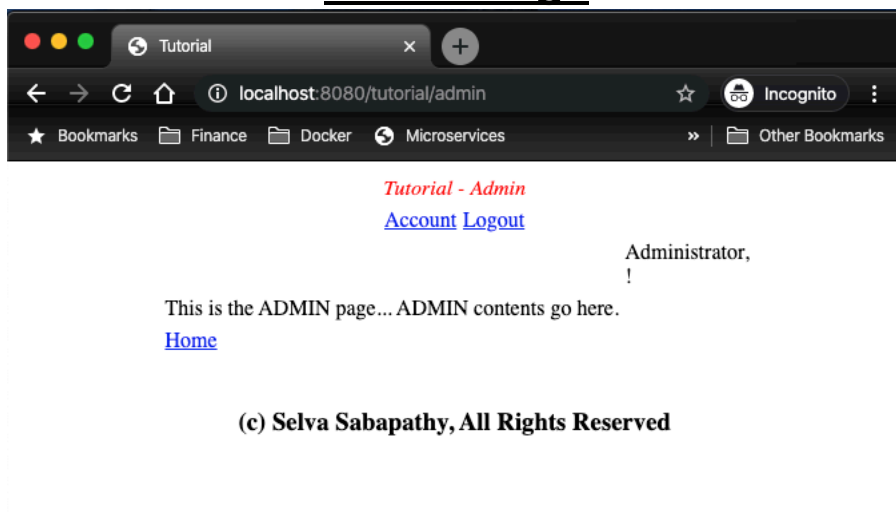 Tutorial
localhost:8080/tutorial/admin
Incognito
Bookmarks Finance Docker Microservices » Other Bookmarks
Tutorial - Admin
Account Logout
Administrator,
!
This is the ADMIN page... ADMIN contents go here.
Home
(c) Selva Sabapathy, All Rights Reserved